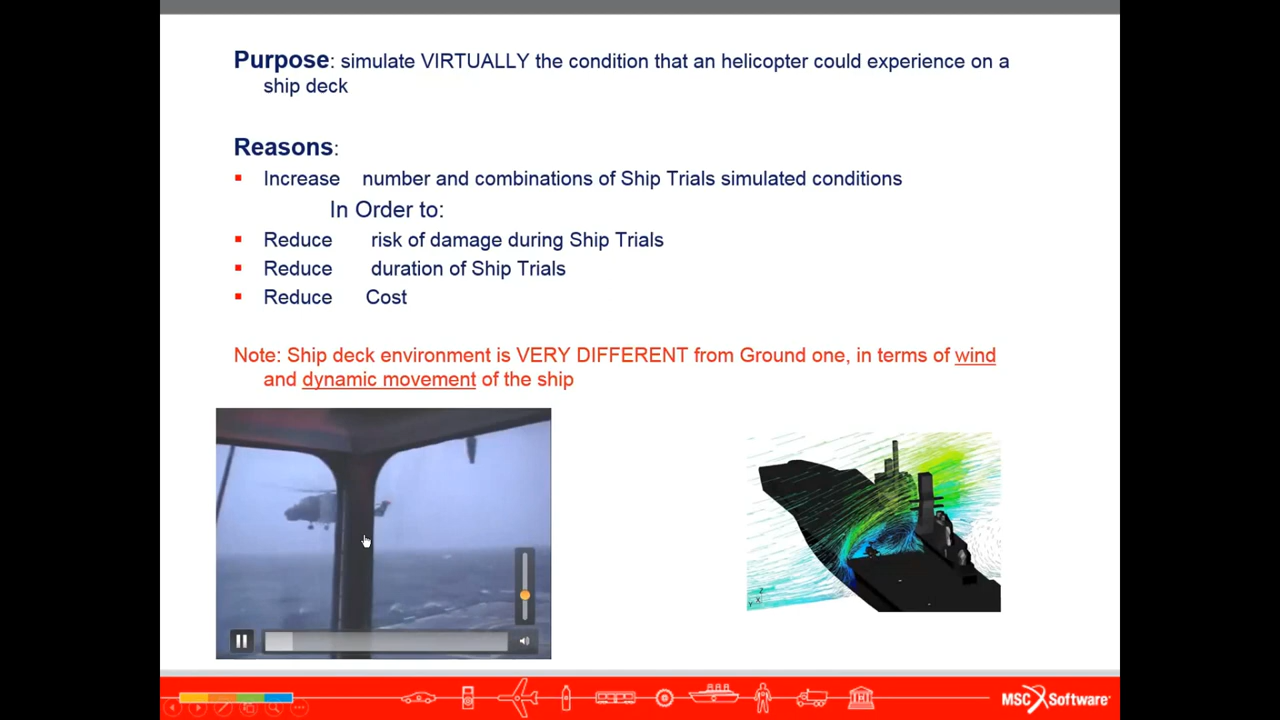 Purpose: simulate VIRTUALLY the condition that an helicopter could experience on a
ship deck
Reasons:
Increase number and combinations of Ship Trials simulated conditions
In Order to:
Reduce risk of damage during Ship Trials
Reduce duration of Ship Trials
Reduce Cost
Note: Ship deck environment is VERY DIFFERENT from Ground one, in terms of wind
and dynamic movement of the ship
MSC Software